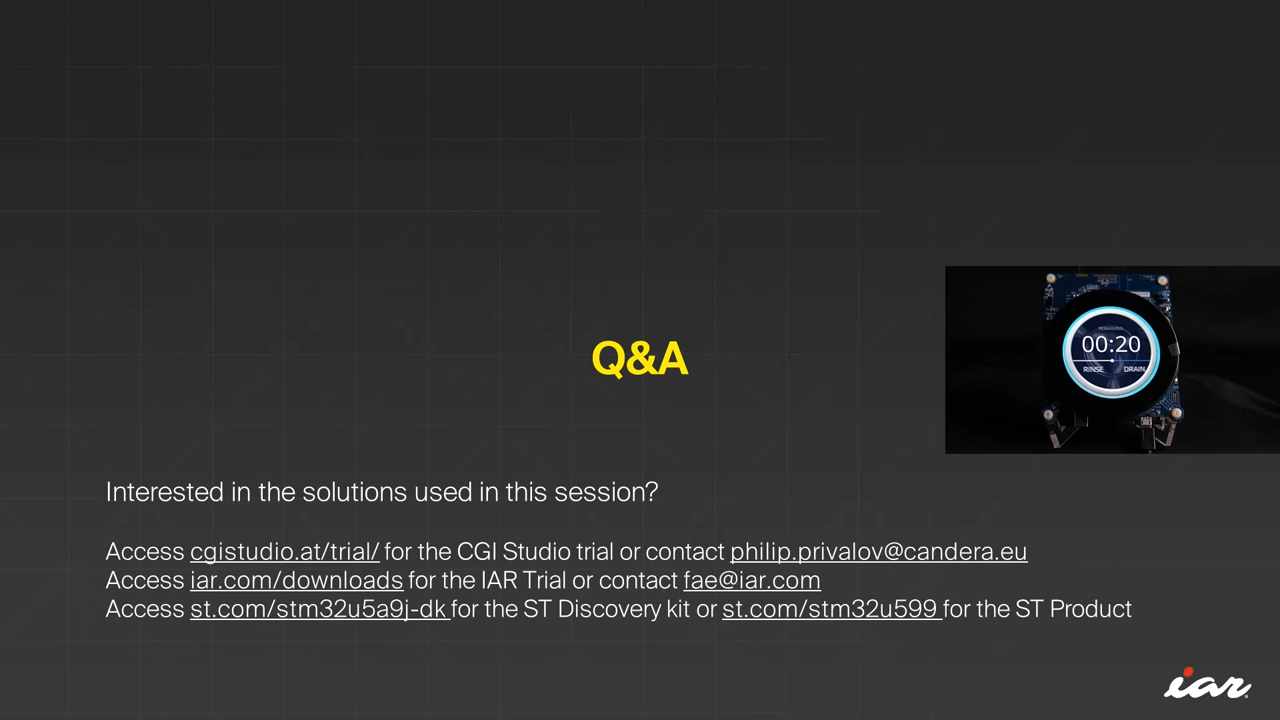 REMAINING
00:20
RINSE DRAIN
Q&A
Interested in the solutions used in this session?
Access cgistudio.at/trial/ for the CGI Studio trial or contact philip.privalov@candera.eu
Access iar.com/downloads for the IAR Trial or contact fae@iar.com
Access st.com/stm32u5a9j-dk for the ST Discovery kit or st.com/stm32u599 for the ST Product
iar